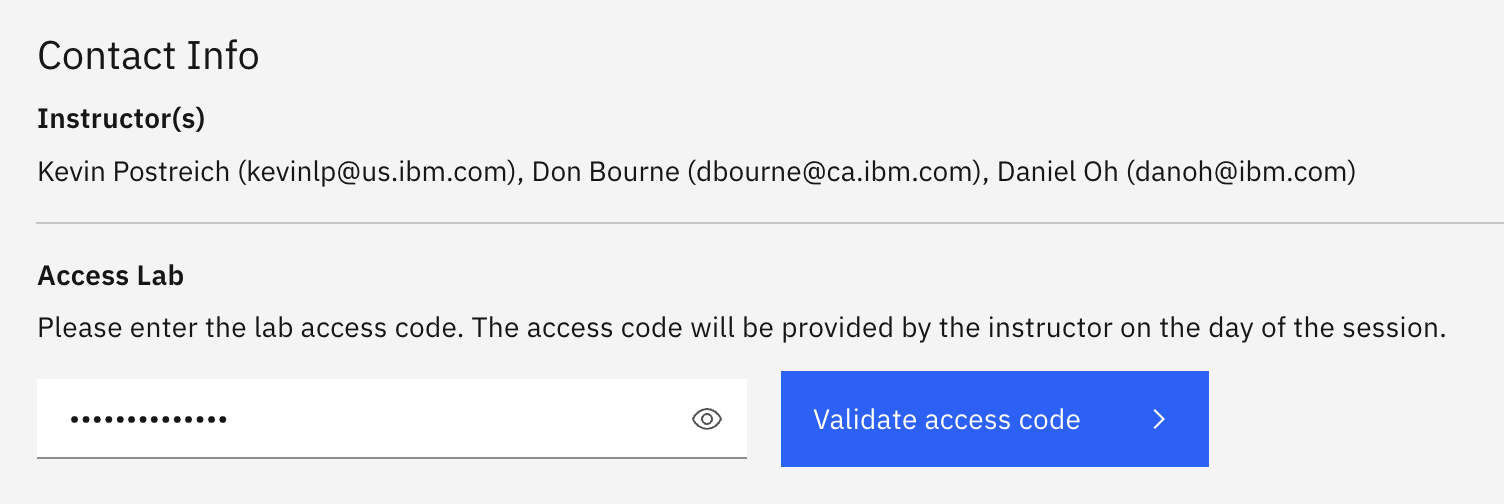 Contact Info
Instructor(s)
Kevin Postreich (kevinlp@us.ibm.com), Don Bourne (dbourne@ca.ibm.com), Daniel Oh (danoh@ibm.com)
Access Lab
Please enter the lab access code. The access code will be provided by the instructor on the day of the session.
••••••••••••••
Validate access code